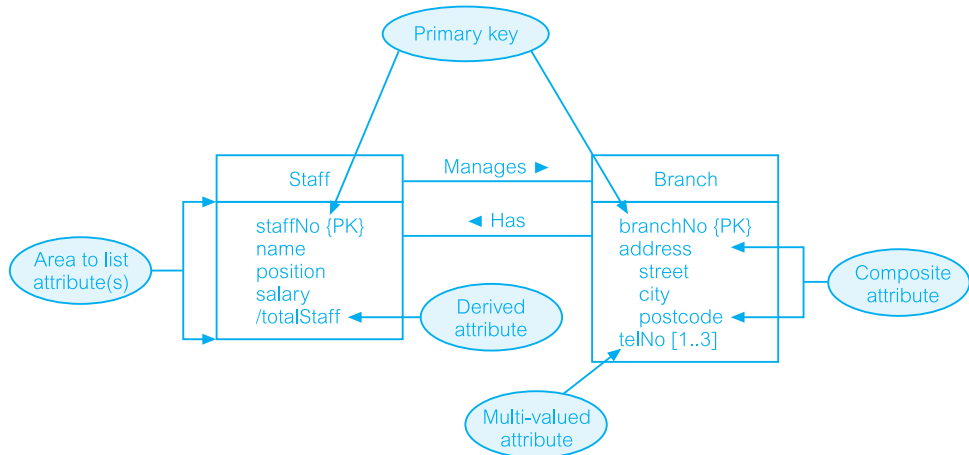 Primary key
Staff
Manages ►
Branch
staffNo {PK}
name
position
salary
/totalStaff
◄ Has
branchNo {PK}
address
street
city
postcode
telNo [1..3]
Area to list
attribute(s)
Derived
attribute
Composite
attribute
Multi-valued
attribute